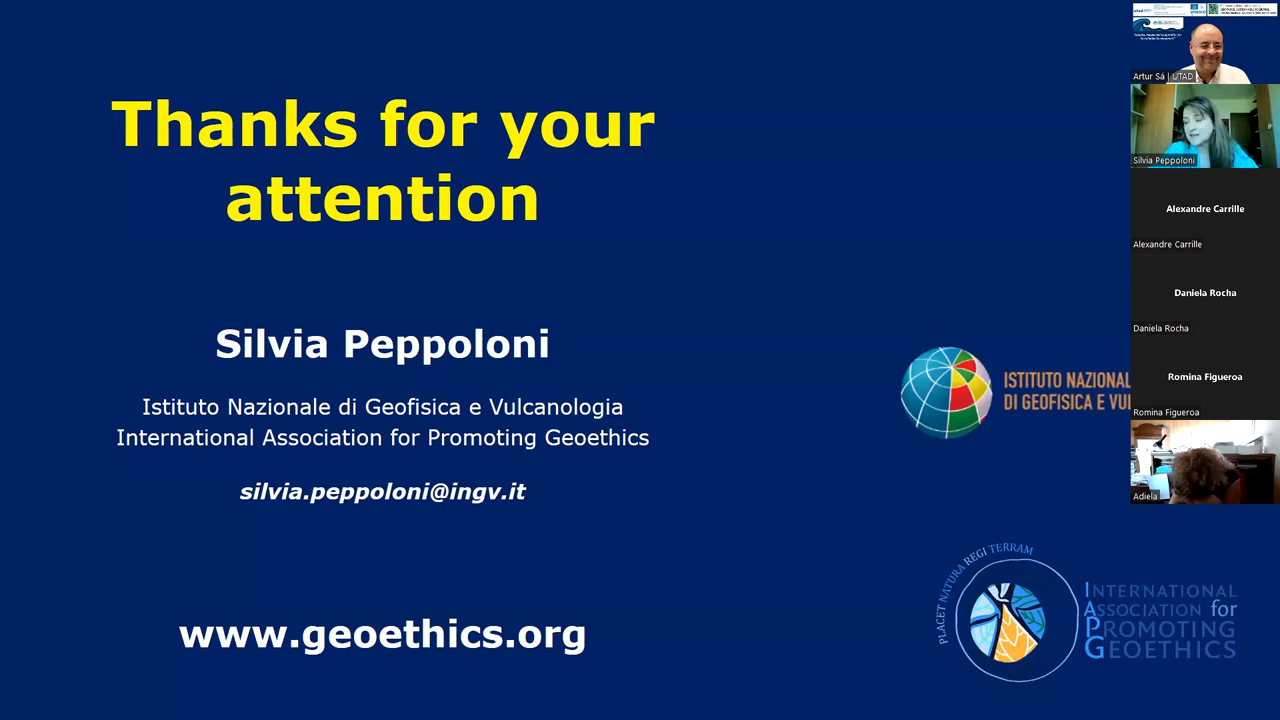 Thanks for your
attention
Silvia Peppoloni
Istituto Nazionale di Geofisica e Vulcanologia
International Association for Promoting Geoethics
silvia.peppoloni@ingv.it
www.geoethics.org
ISTITUTO NAZIONAL
DI GEOFISICA E VUL
PLACET NATURA REGI TERRAM
INTERNATIONAL
ASSOCIATION for
PROMOTING
GEOETHICS
Artur Sá | UTAD
Silvia Peppoloni
Alexandre Carrille
Alexandre Carrille
Daniela Rocha
Daniela Rocha
Romina Figueroa
Romina Figueroa
Adiela